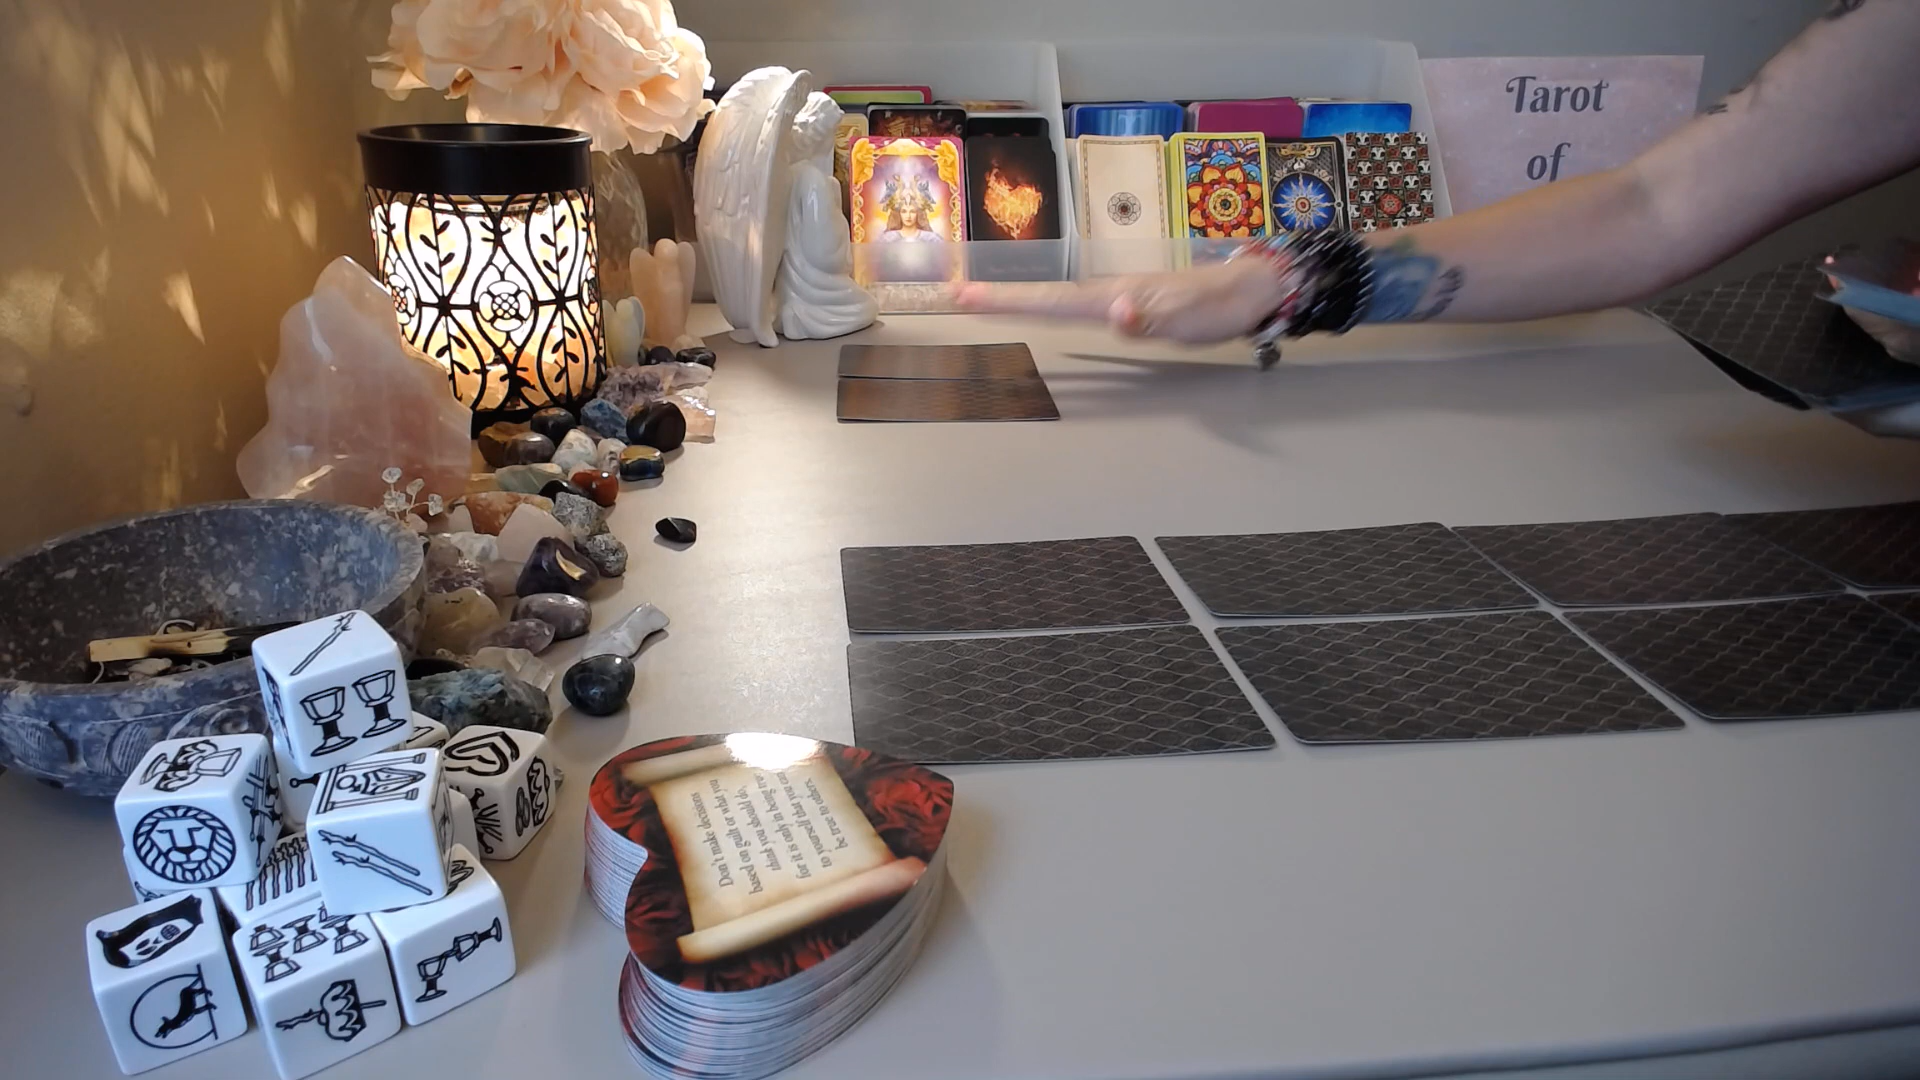 Tarot
of
Don't make decisions
based on guilt or what you
think you should do,
for it is only in being true
to yourself that you can
be true to others.